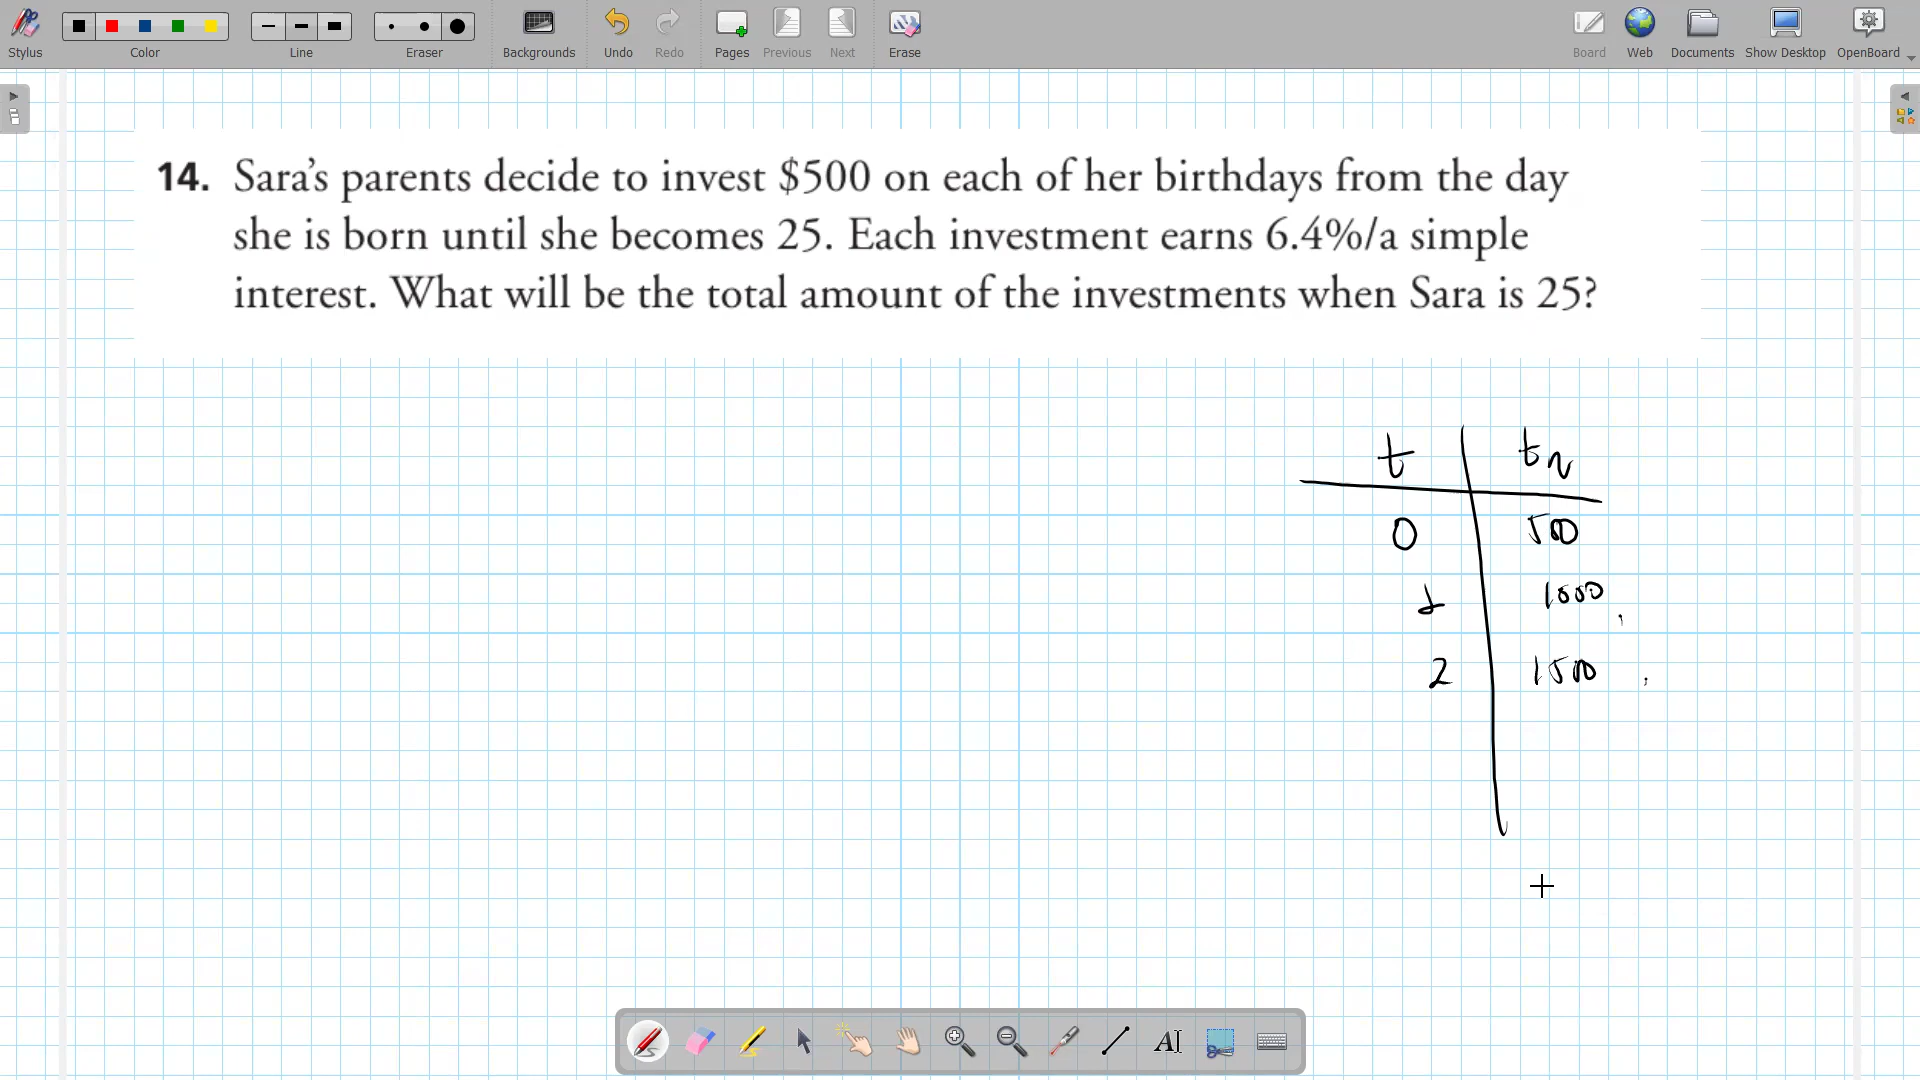 Stylus Color Line Eraser Backgrounds Undo Redo Pages Previous Next Erase Board Web Documents Show Desktop OpenBoard
14. Sara's parents decide to invest $500 on each of her birthdays from the day
she is born until she becomes 25. Each investment earns 6.4%/a simple
interest. What will be the total amount of the investments when Sara is 25?
t tn
0 500
1 1000
2 1500